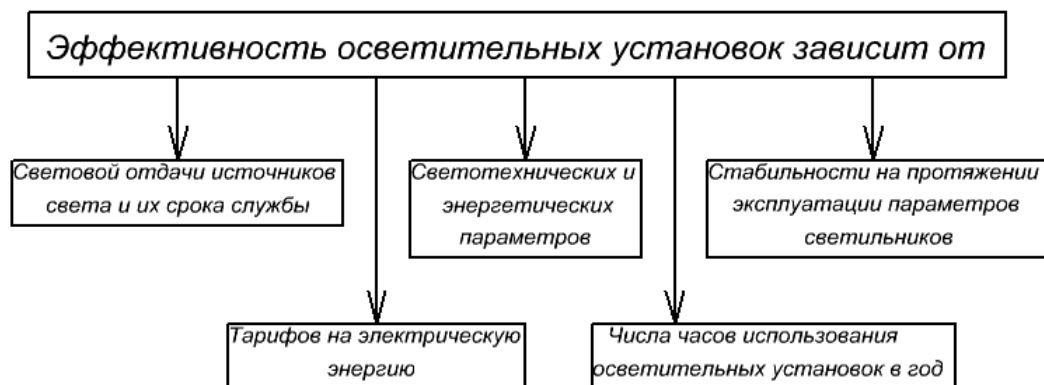 Эффективность осветительных установок зависит от
Световой отдачи источников
света и их срока службы
Светотехнических и
энергетических
параметров
Стабильности на протяжении
эксплуатации параметров
светильников
Тарифов на электрическую
энергию
Числа часов использования
осветительных установок в год